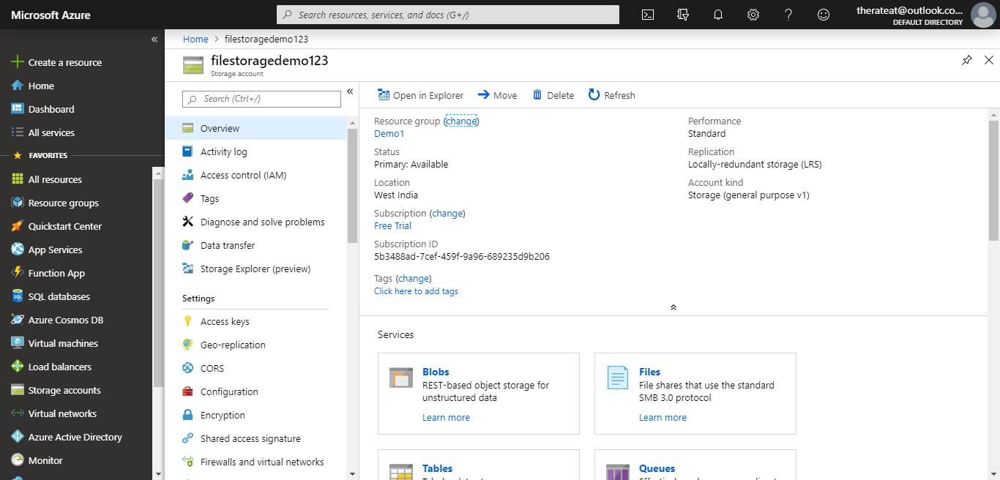 Microsoft Azure
Search resources, services, and docs (G+/)
therateat@outlook.co...
DEFAULT DIRECTORY
Create a resource
Home
Dashboard
All services
FAVORITES
All resources
Resource groups
Quickstart Center
App Services
Function App
SQL databases
Azure Cosmos DB
Virtual machines
Load balancers
Storage accounts
Virtual networks
Azure Active Directory
Monitor
Home > filestoragedemo123
filestoragedemo123
Storage account
Search (Ctrl+/)
Overview
Activity log
Access control (IAM)
Tags
Diagnose and solve problems
Data transfer
Storage Explorer (preview)
Settings
Access keys
Geo-replication
CORS
Configuration
Encryption
Shared access signature
Firewalls and virtual networks
Open in Explorer
Move
Delete
Refresh
Resource group (change)
Demo1
Status
Primary: Available
Location
West India
Subscription (change)
Free Trial
Subscription ID
5b3488ad-7cef-459f-9a96-689235d9b206
Tags (change)
Click here to add tags
Performance
Standard
Replication
Locally-redundant storage (LRS)
Account kind
Storage (general purpose v1)
Services
Blobs
REST-based object storage for
unstructured data
Learn more
Files
File shares that use the standard
SMB 3.0 protocol
Learn more
Tables
Queues